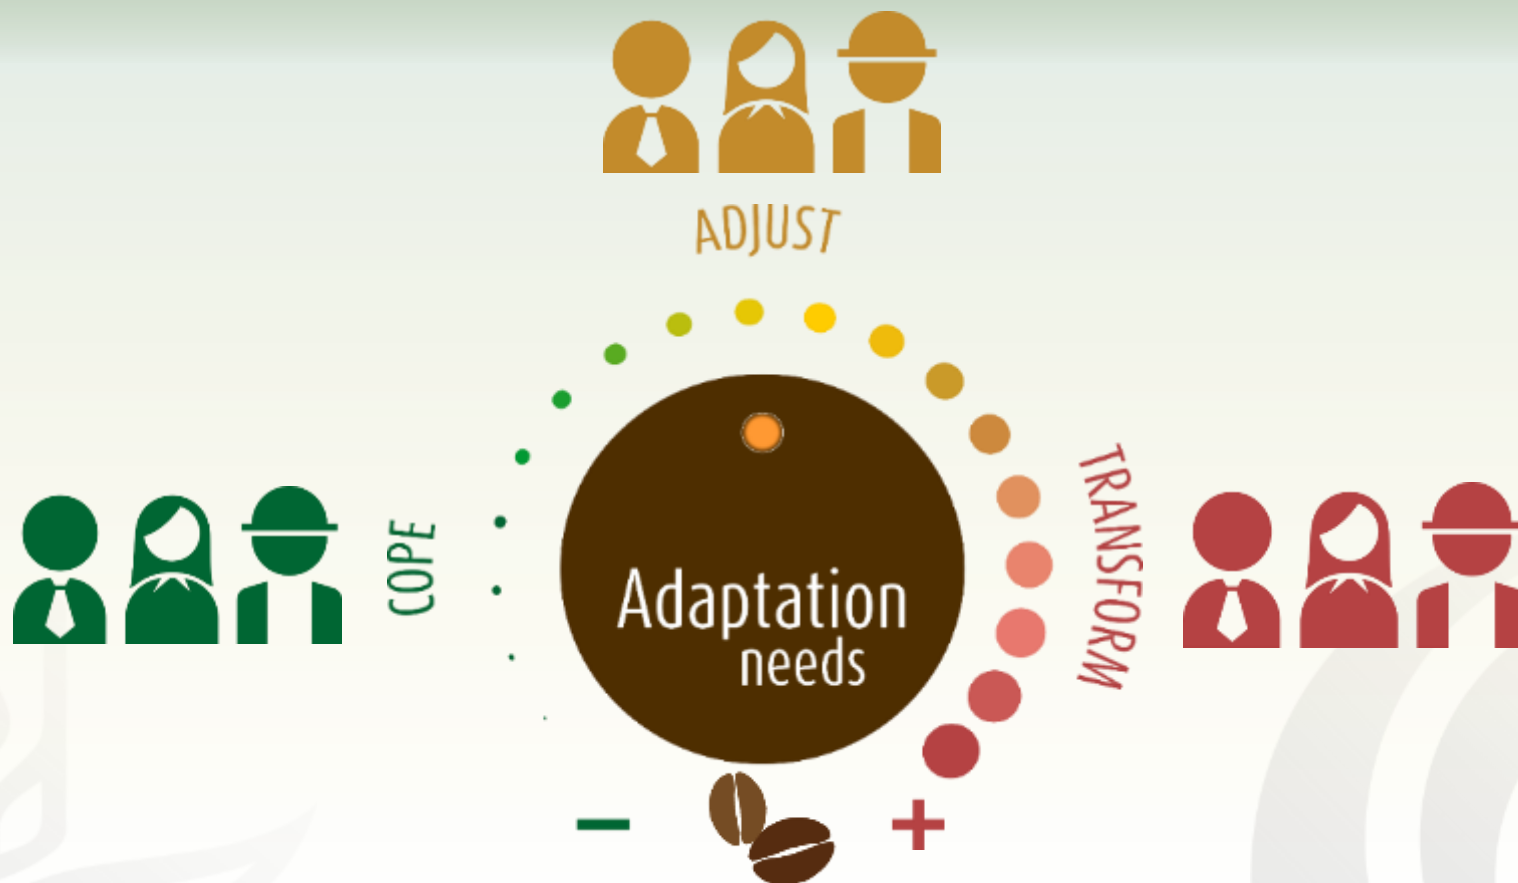 ADJUST
COPE
TRANSFORM
Adaptation
needs
− +